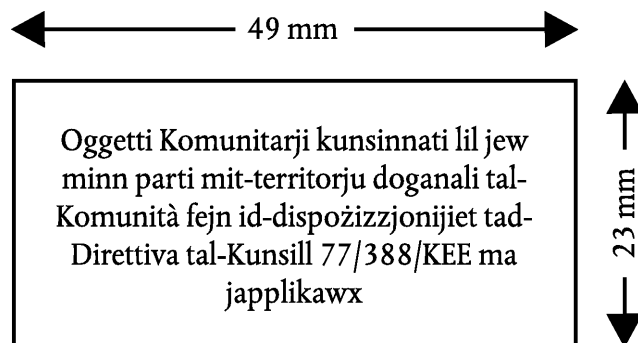 49 mm
Oggetti Komunitarji kunsinnati lil jew
minn parti mit-territorju doganali tal-
Komunità fejn id-dispożizzjonijiet tad-
Direttiva tal-Kunsill 77/388/KEE ma
japplikawx
23 mm